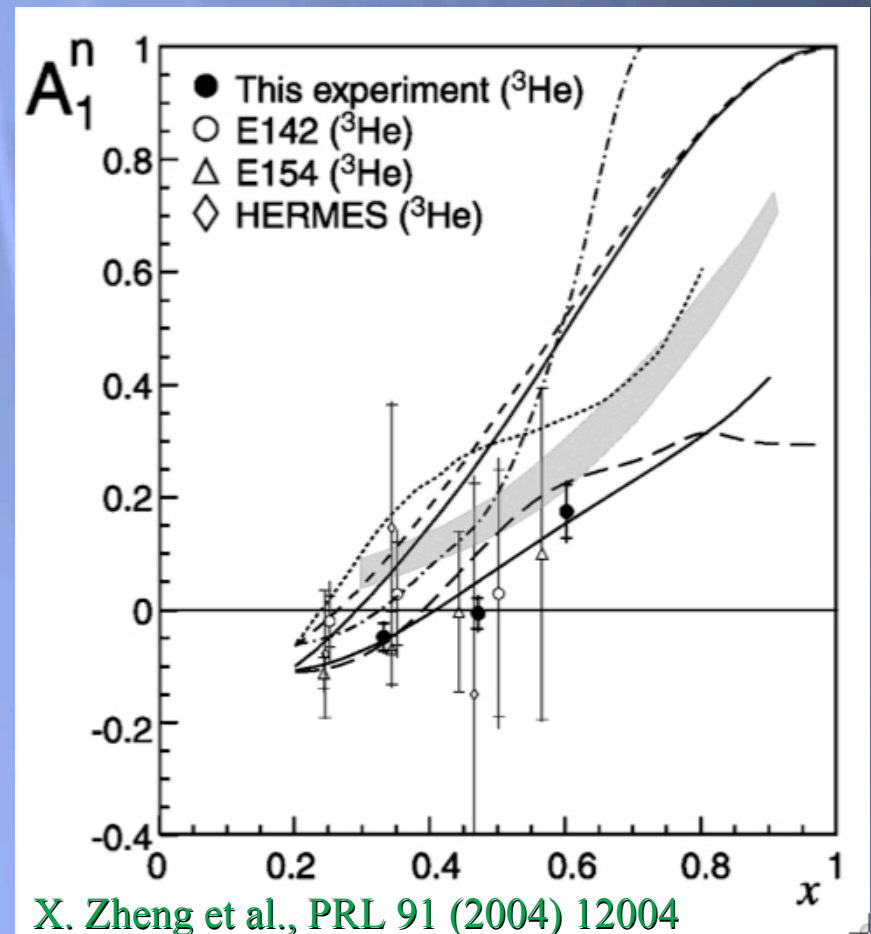 A₁ⁿ
1
● This experiment (³He)
○ E142 (³He)
△ E154 (³He)
◇ HERMES (³He)
0.8
0.6
0.4
0.2
0
-0.2
-0.4
0 0.2 0.4 0.6 0.8 1
x
X. Zheng et al., PRL 91 (2004) 12004